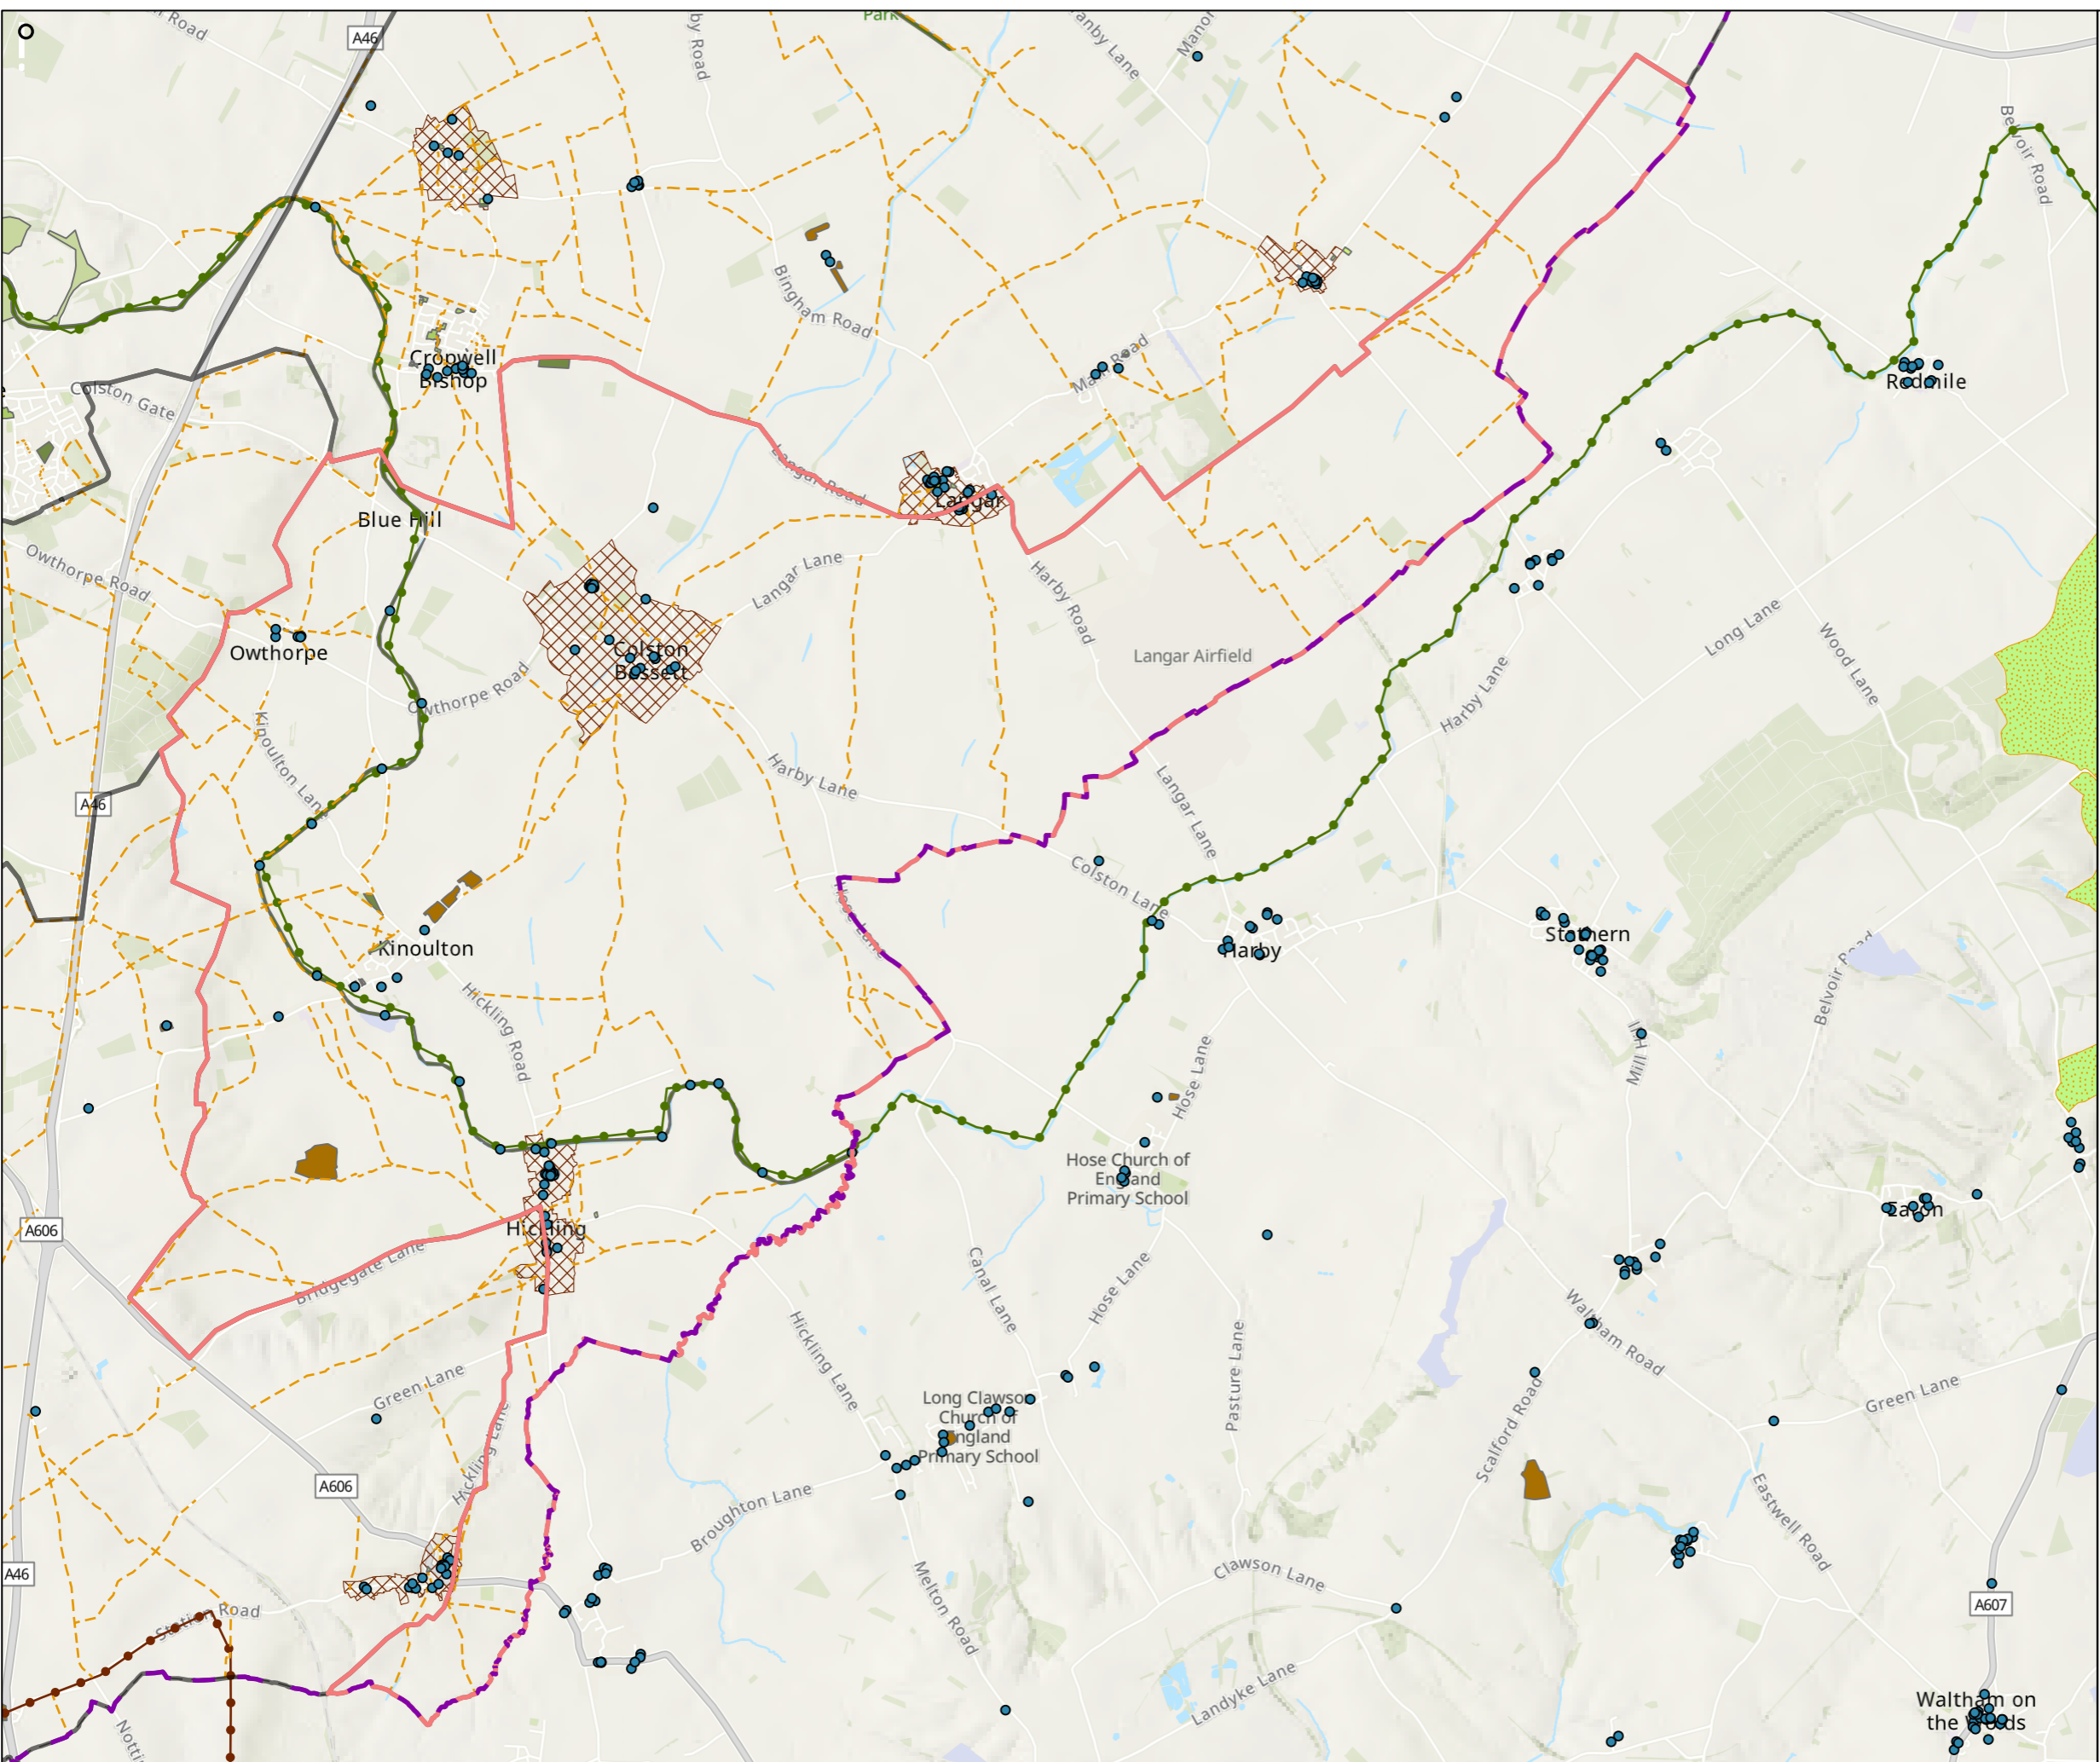 Park
A46
Road
by Road
anby Lane
Manor
Belvoir Road
Bingham Road
Main Road
Cropwell
Bishop
Colston Gate
Redmile
Langar Road
Langar
Blue Hill
Owthorpe Road
Langar Lane
Harby Road
Long Lane
Wood Lane
Owthorpe
Colston
Bassett
Langar Airfield
Owthorpe Road
Harby Lane
Kinoulton Lane
Harby Lane
A46
Langar Lane
Colston Lane
Hose Lane
Kinoulton
Harby
Stathern
Belvoir Road
Hickling Road
Mill Hill
Hose Lane
Hose Church of
England
Primary School
Eaton
A606
Hickling
Bridgegate Lane
Canal Lane
Hose Lane
Waltham Road
Hickling Lane
Pasture Lane
Green Lane
Green Lane
Scalford Road
Long Clawson
Church of
England
Primary School
Hickling Lane
A606
Broughton Lane
Eastwell Road
A46
Clawson Lane
Melton Road
A607
Station Road
Landyke Lane
Waltham on
the Wolds
Notti